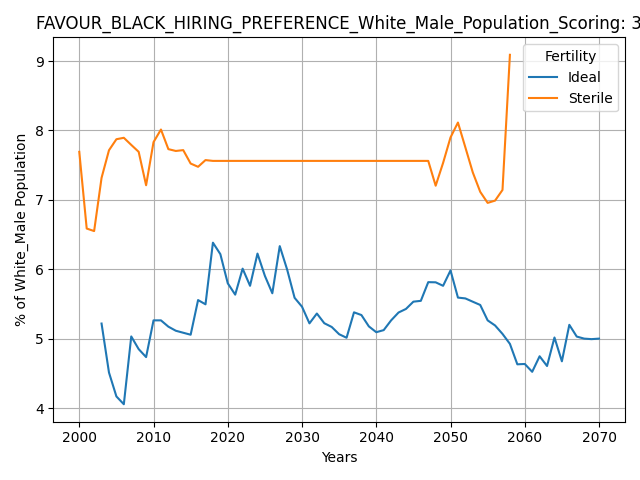 FAVOUR_BLACK_HIRING_PREFERENCE_White_Male_Population_Scoring: 3
Fertility
Ideal
Sterile
% of White_Male Population
9
8
7
6
5
4
2000 2010 2020 2030 2040 2050 2060 2070
Years